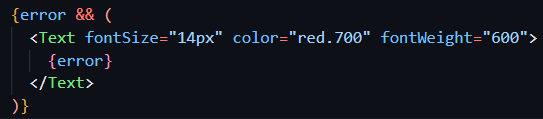 {error && (
<Text fontSize="14px" color="red.700" fontWeight="600">
{error}
</Text>
)}